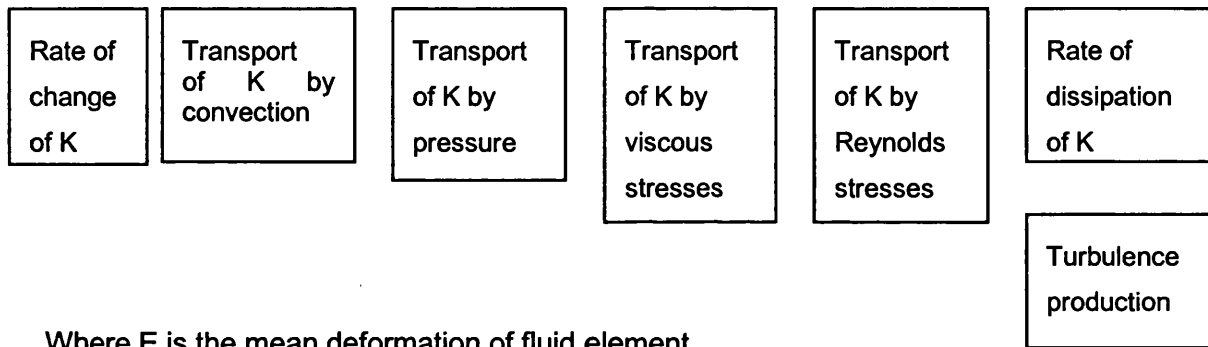 Rate of
change
of K
Transport
of K by
convection
Transport
of K by
pressure
Transport
of K by
viscous
stresses
Transport
of K by
Reynolds
stresses
Rate of
dissipation
of K
Turbulence
production
Where E is the mean deformation of fluid element